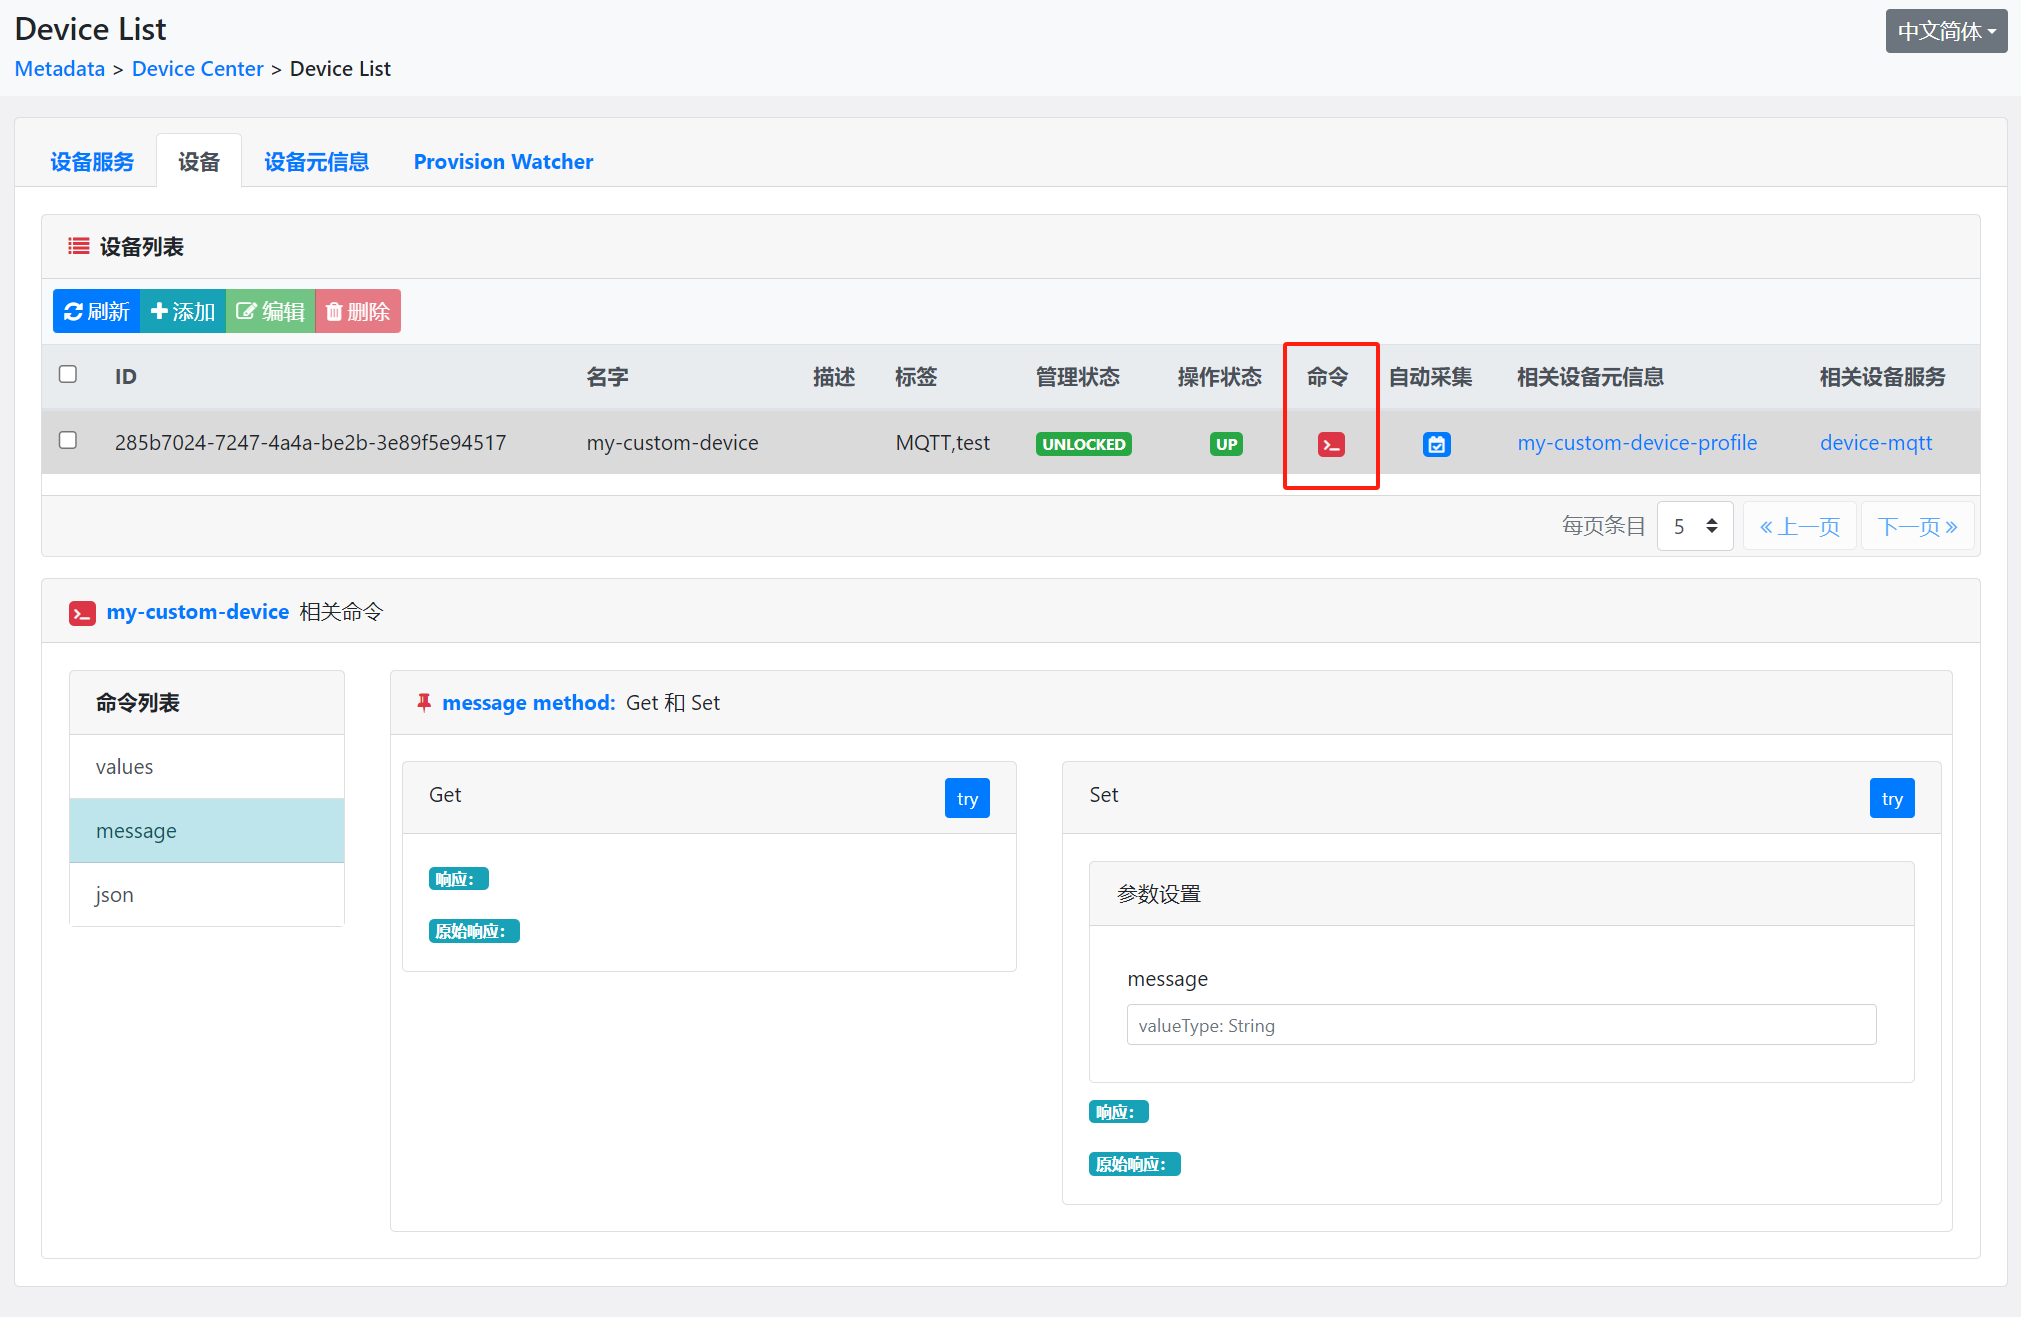 Device List
中文简体
Metadata > Device Center > Device List
设备服务 设备 设备元信息 Provision Watcher
设备列表
刷新 添加 编辑 删除
ID 名字 描述 标签 管理状态 操作状态 命令 自动采集 相关设备元信息 相关设备服务
285b7024-7247-4a4a-be2b-3e89f5e94517 my-custom-device MQTT,test UNLOCKED UP my-custom-device-profile device-mqtt
每页条目 5 «上一页 下一页»
my-custom-device 相关命令
命令列表
values
message
json
message method: Get 和 Set
Get try
响应:
原始响应:
Set try
参数设置
message
valueType: String
响应:
原始响应: